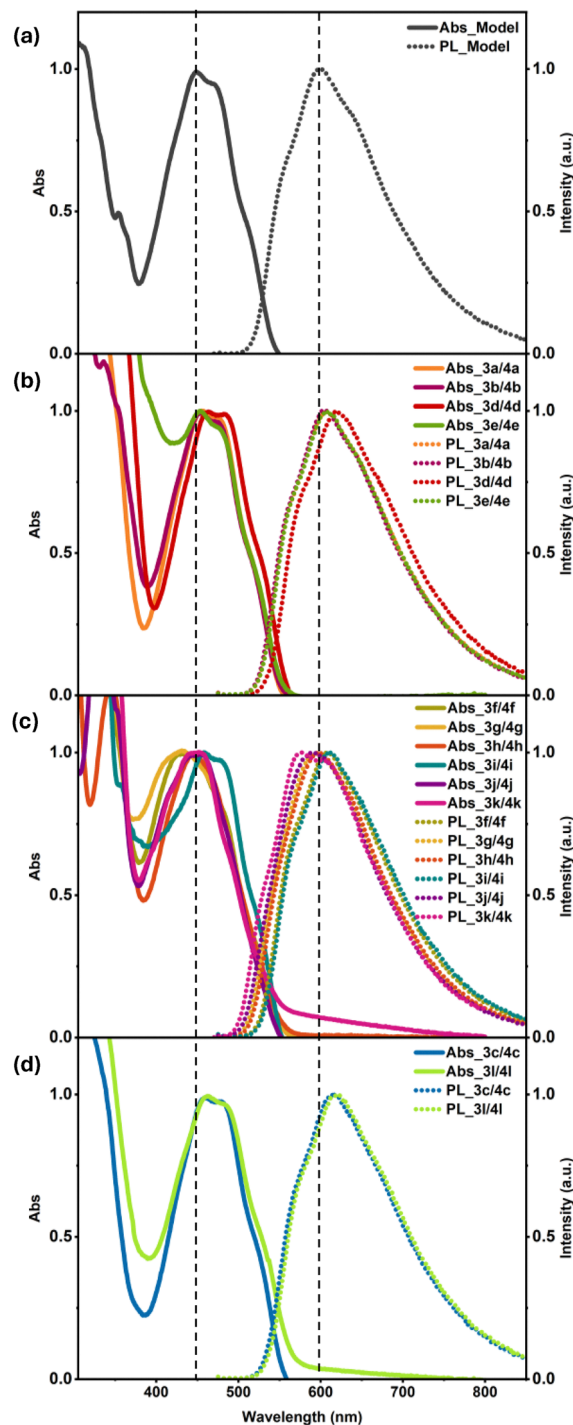 (a)
Abs_Model
PL_Model
1.0
1.0
Abs
Intensity (a.u.)
0.5
0.5
0.0
0.0
(b)
Abs_3a/4a
Abs_3b/4b
Abs_3d/4d
Abs_3e/4e
PL_3a/4a
PL_3b/4b
PL_3d/4d
PL_3e/4e
1.0
1.0
Abs
Intensity (a.u.)
0.5
0.5
0.0
0.0
(c)
Abs_3f/4f
Abs_3g/4g
Abs_3h/4h
Abs_3i/4i
Abs_3j/4j
Abs_3k/4k
PL_3f/4f
PL_3g/4g
PL_3h/4h
PL_3i/4i
PL_3j/4j
PL_3k/4k
1.0
1.0
Abs
Intensity (a.u.)
0.5
0.5
0.0
0.0
(d)
Abs_3c/4c
Abs_3l/4l
PL_3c/4c
PL_3l/4l
1.0
1.0
Abs
Intensity (a.u.)
0.5
0.5
0.0
0.0
400 500 600 700 800
Wavelength (nm)